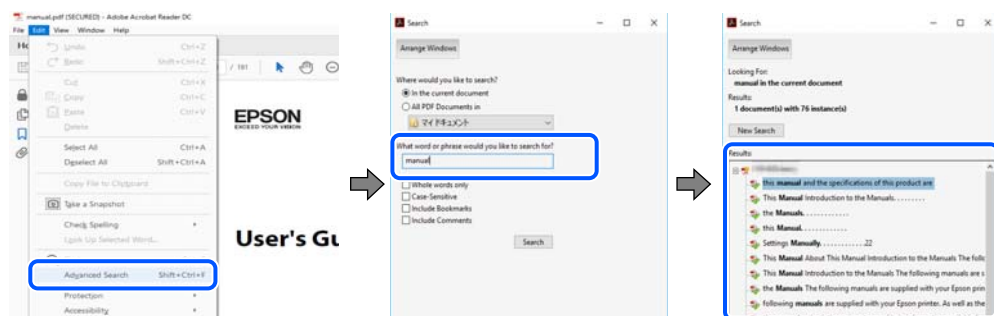 manual.pdf (SECURED) - Adobe Acrobat Reader DC
File Edit View Window Help
Undo Ctrl+Z
Redo Shift+Ctrl+Z
Cut Ctrl+X
Copy Ctrl+C
Paste Ctrl+V
Delete
Select All Ctrl+A
Deselect All Shift+Ctrl+A
Copy File to Clipboard
Take a Snapshot
Check Spelling
Look Up Selected Word...
Advanced Search Shift+Ctrl+F
Protection
Accessibility
/ 181
EPSON
EXCEED YOUR VISION
User's Gu
Search
Arrange Windows
Where would you like to search?
In the current document
All PDF Documents in
マイ ドキュメント
What word or phrase would you like to search for?
manual
Whole words only
Case-Sensitive
Include Bookmarks
Include Comments
Search
Search
Arrange Windows
Looking For:
manual in the current document
Results:
1 document(s) with 76 instance(s)
New Search
Results:
this manual and the specifications of this product are
This Manual Introduction to the Manuals. . . . . . . . .
the Manuals. . . . . . . . . . . .
this Manual. . . . . . . . . . . .
Settings Manually. . . . . . . . . . . .22
This Manual About This Manual Introduction to the Manuals The follo
This Manual Introduction to the Manuals The following manuals are s
the Manuals The following manuals are supplied with your Epson prin
following manuals are supplied with your Epson printer. As well as the